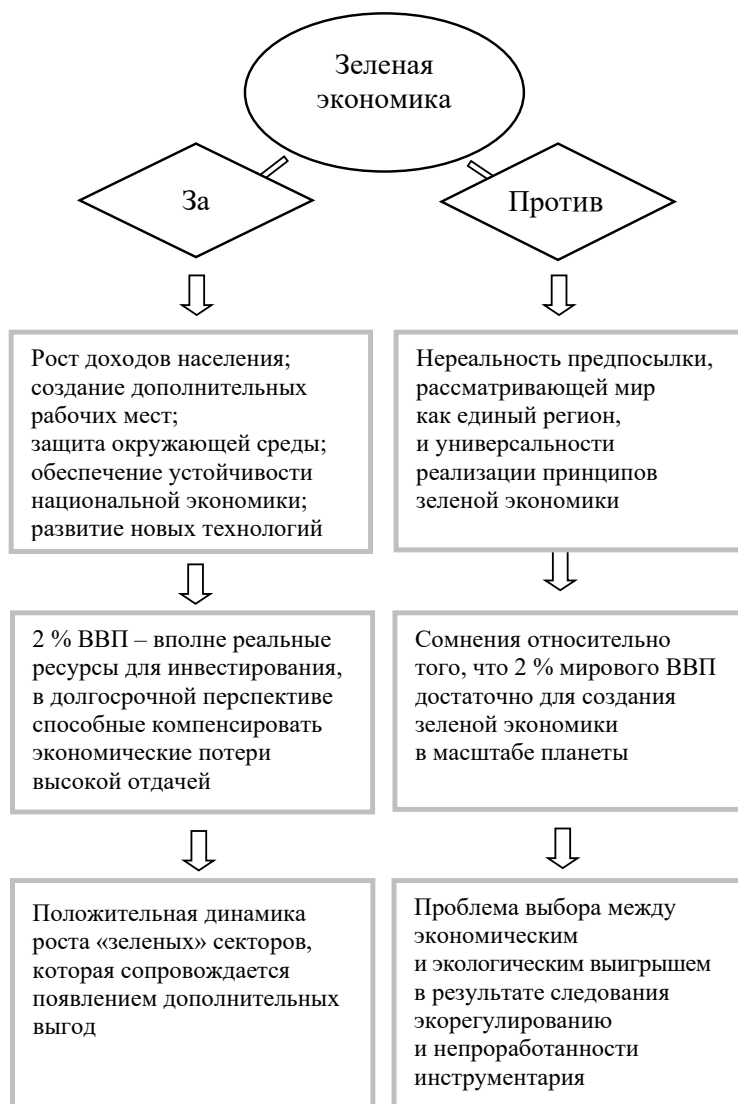 Зеленая
экономика
За
Против
Рост доходов населения;
создание дополнительных
рабочих мест;
защита окружающей среды;
обеспечение устойчивости
национальной экономики;
развитие новых технологий
Нереальность предпосылки,
рассматривающей мир
как единый регион,
и универсальности
реализации принципов
зеленой экономики
2 % ВВП – вполне реальные
ресурсы для инвестирования,
в долгосрочной перспективе
способные компенсировать
экономические потери
высокой отдачей
Сомнения относительно
того, что 2 % мирового ВВП
достаточно для создания
зеленой экономики
в масштабе планеты
Положительная динамика
роста «зеленых» секторов,
которая сопровождается
появлением дополнительных
выгод
Проблема выбора между
экономическим
и экологическим выигрышем
в результате следования
экорегулированию
и непроработанности
инструментария